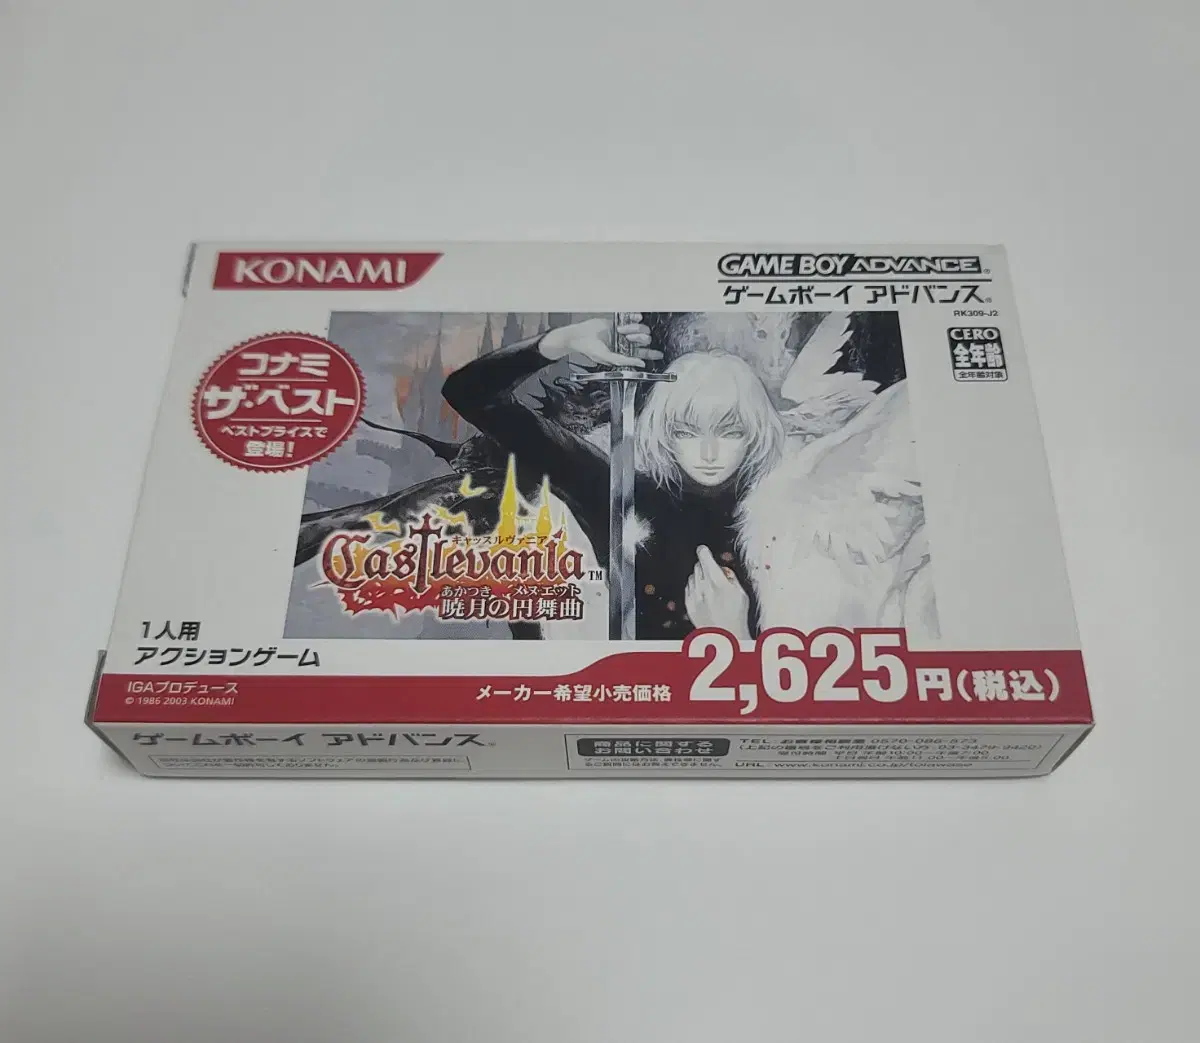 KONAMI
GAME BOY ADVANCE
ゲームボーイ アドバンス
RK309-J2
CERO
全年齢
全年齢対象
コナミ
ザ・ベスト
ベストプライスで
登場!
キャッスルヴァニア
Castlevania™
あかつき メヌエット
暁月の円舞曲
1人用
アクションゲーム
IGAプロデュース
© 1986 2003 KONAMI
メーカー希望小売価格 2,625円(税込)
ゲームボーイ アドバンス
商品に関する
お問い合わせ